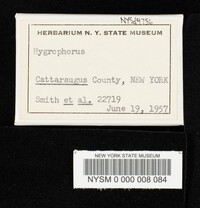 HERBARIUM N. Y. STATE MUSEUM
Hygrophorus
Cattaraugus County, NEW YORK
Smith et al. 22719
June 19, 1957
NEW YORK STATE MUSEUM
NYSM 0 000 008 084